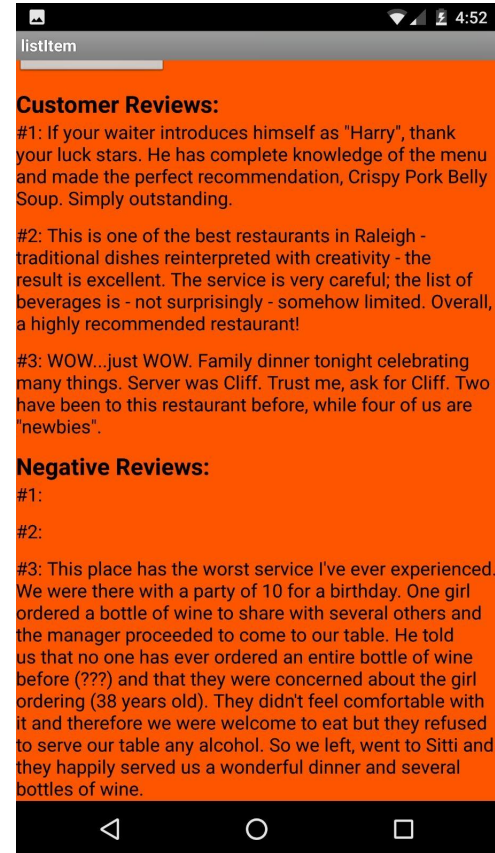 4:52
listItem
Customer Reviews:
#1: If your waiter introduces himself as "Harry", thank
your luck stars. He has complete knowledge of the menu
and made the perfect recommendation, Crispy Pork Belly
Soup. Simply outstanding.
#2: This is one of the best restaurants in Raleigh -
traditional dishes reinterpreted with creativity - the
result is excellent. The service is very careful; the list of
beverages is - not surprisingly - somehow limited. Overall,
a highly recommended restaurant!
#3: WOW...just WOW. Family dinner tonight celebrating
many things. Server was Cliff. Trust me, ask for Cliff. Two
have been to this restaurant before, while four of us are
"newbies".
Negative Reviews:
#1:
#2:
#3: This place has the worst service I've ever experienced.
We were there with a party of 10 for a birthday. One girl
ordered a bottle of wine to share with several others and
the manager proceeded to come to our table. He told
us that no one has ever ordered an entire bottle of wine
before (???) and that they were concerned about the girl
ordering (38 years old). They didn't feel comfortable with
it and therefore we were welcome to eat but they refused
to serve our table any alcohol. So we left, went to Sitti and
they happily served us a wonderful dinner and several
bottles of wine.